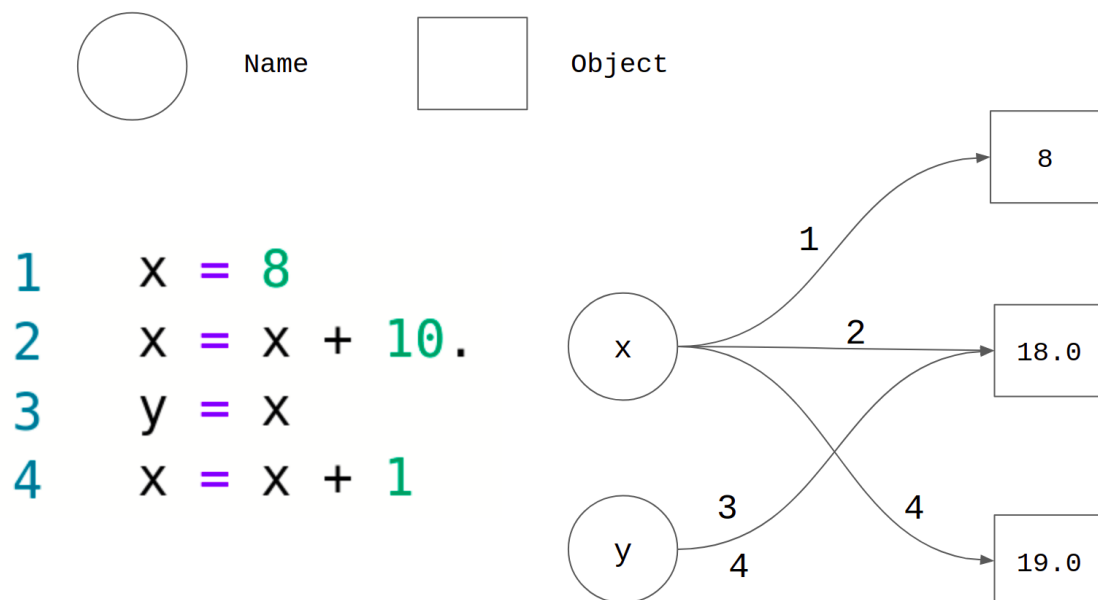 Name
Object
1 x = 8
2 x = x + 10.
3 y = x
4 x = x + 1
8
1
x
2
18.0
3
4
y
4
19.0